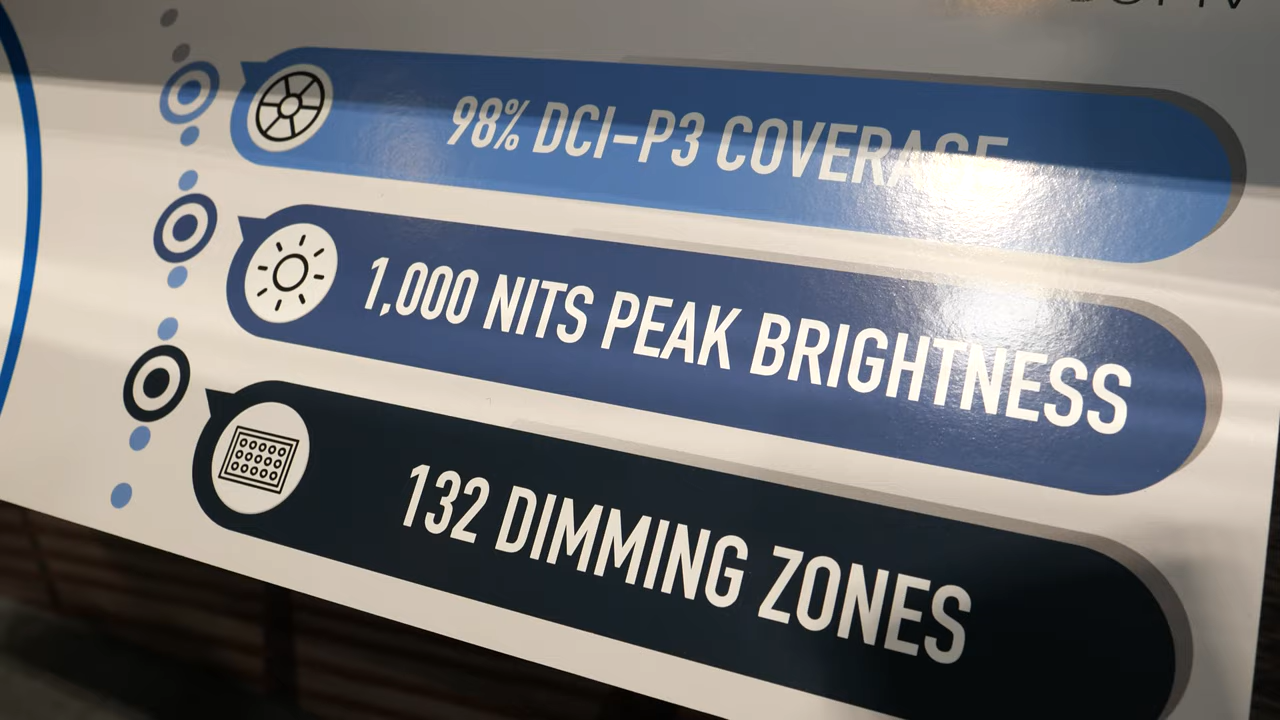 98% DCI-P3 COVERAGE
1,000 NITS PEAK BRIGHTNESS
132 DIMMING ZONES